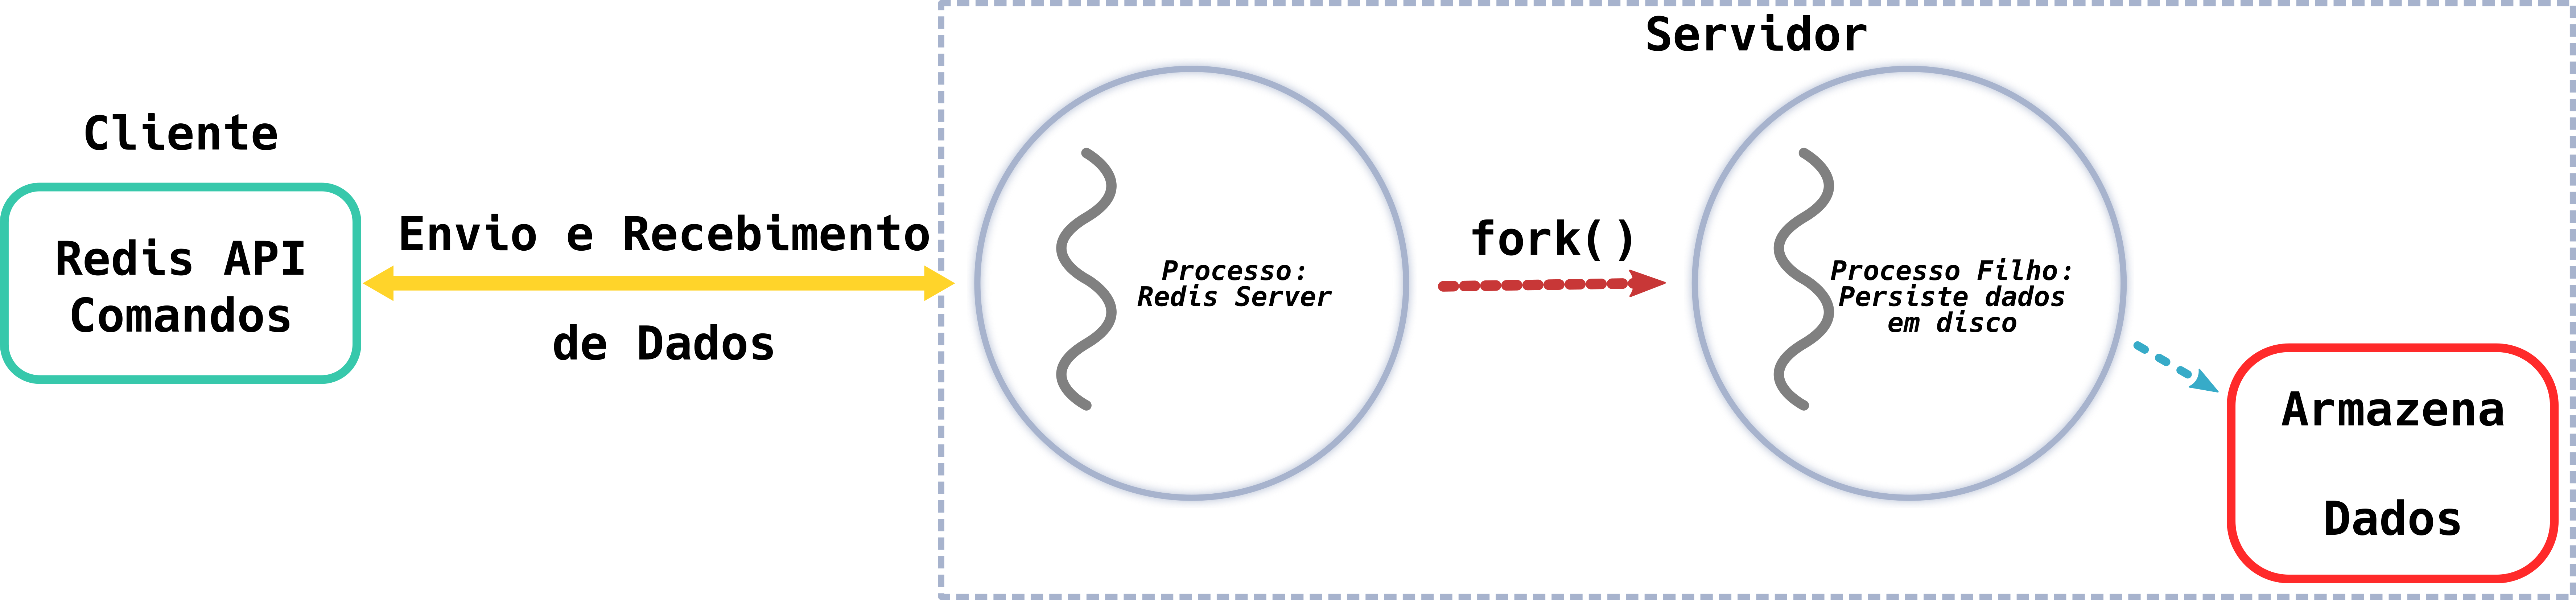 Cliente
Redis API
Comandos
Envio e Recebimento
de Dados
Servidor
Processo:
Redis Server
fork()
Processo Filho:
Persiste dados
em disco
Armazena
Dados